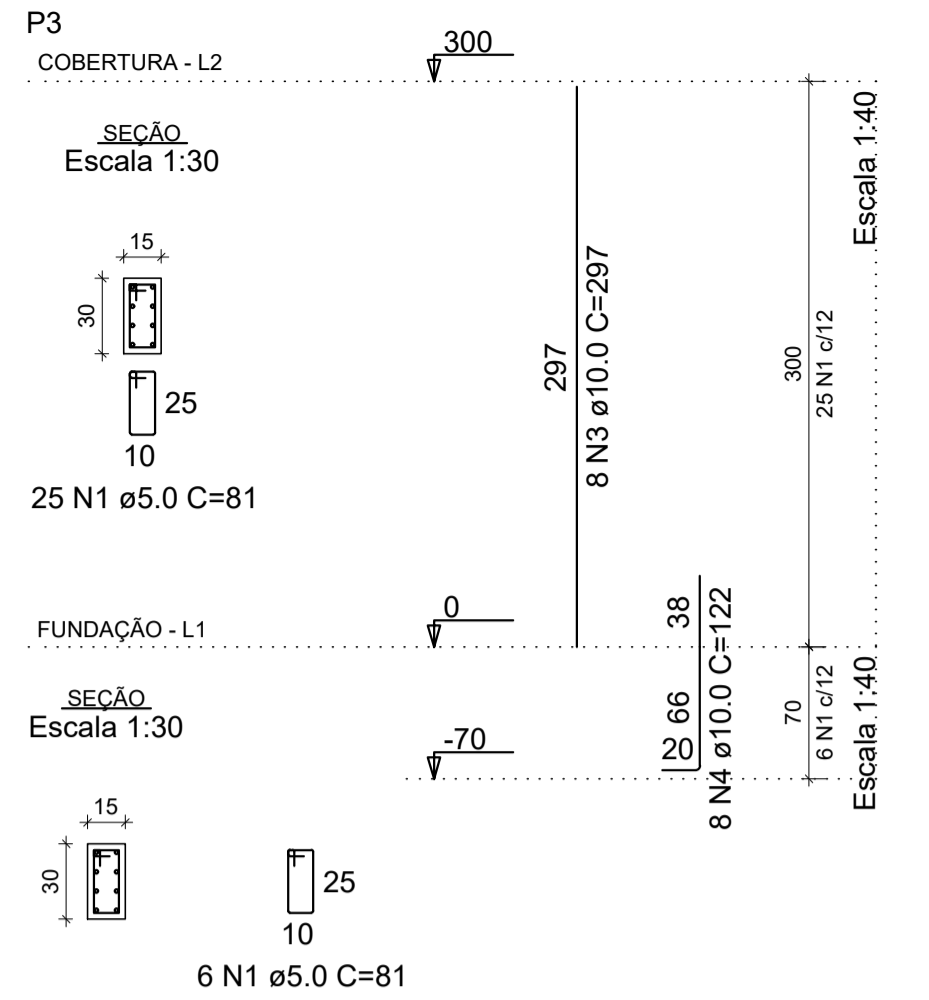 P3
COBERTURA - L2
300
SEÇÃO
Escala 1:30
Escala 1:40
15
30
25
10
25 N1 ø5.0 C=81
297
8 N3 ø10.0 C=297
300
25 N1 c/12
FUNDAÇÃO - L1
0
38
66
20
8 N4 ø10.0 C=122
SEÇÃO
Escala 1:30
-70
70
6 N1 c/12
Escala 1:40
15
30
25
10
6 N1 ø5.0 C=81